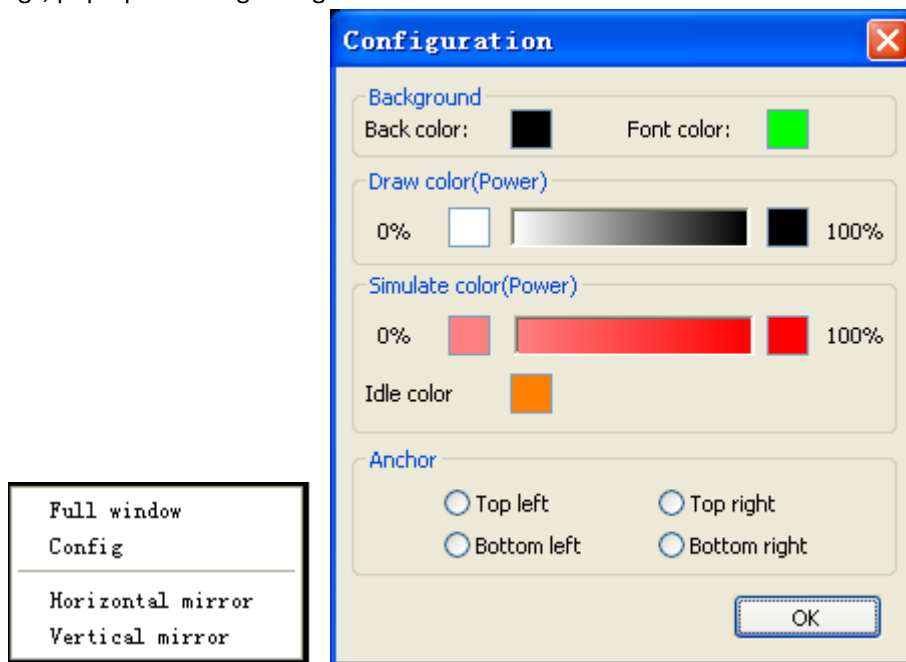 Configuration
Background
Back color: Font color:
Draw color(Power)
0% 100%
Simulate color(Power)
0% 100%
Idle color
Anchor
Top left Top right
Bottom left Bottom right
OK
Full window
Config
Horizontal mirror
Vertical mirror